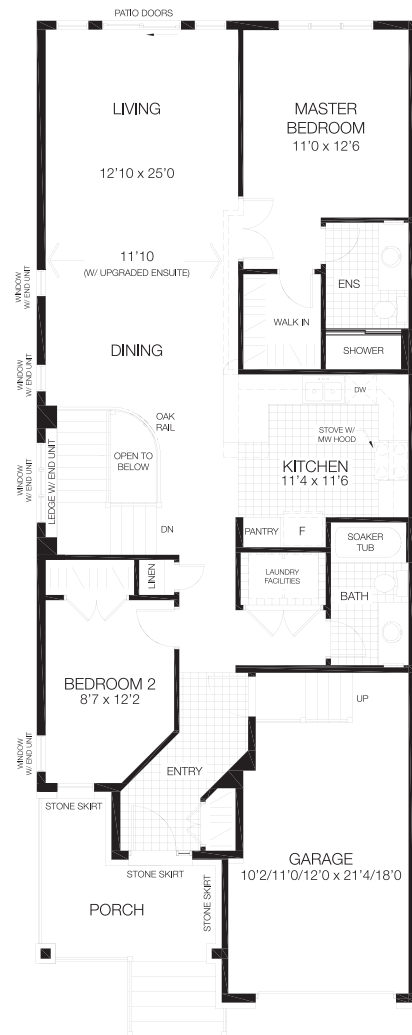 PATIO DOORS
LIVING
12'10 x 25'0
MASTER
BEDROOM
11'0 x 12'6
11'10
(W/ UPGRADED ENSUITE)
WINDOW
W/ END UNIT
ENS
WALK IN
SHOWER
DINING
WINDOW
W/ END UNIT
OAK
RAIL
DW
STOVE W/
MW HOOD
OPEN TO
BELOW
KITCHEN
11'4 x 11'6
WINDOW
W/ END UNIT
LEDGE W/ END UNIT
DN
PANTRY
F
SOAKER
TUB
LINEN
LAUNDRY
FACILITIES
BATH
BEDROOM 2
8'7 x 12'2
UP
WINDOW
W/ END UNIT
ENTRY
STONE SKIRT
GARAGE
10'2/11'0/12'0 x 21'4/18'0
STONE SKIRT
STONE SKIRT
PORCH